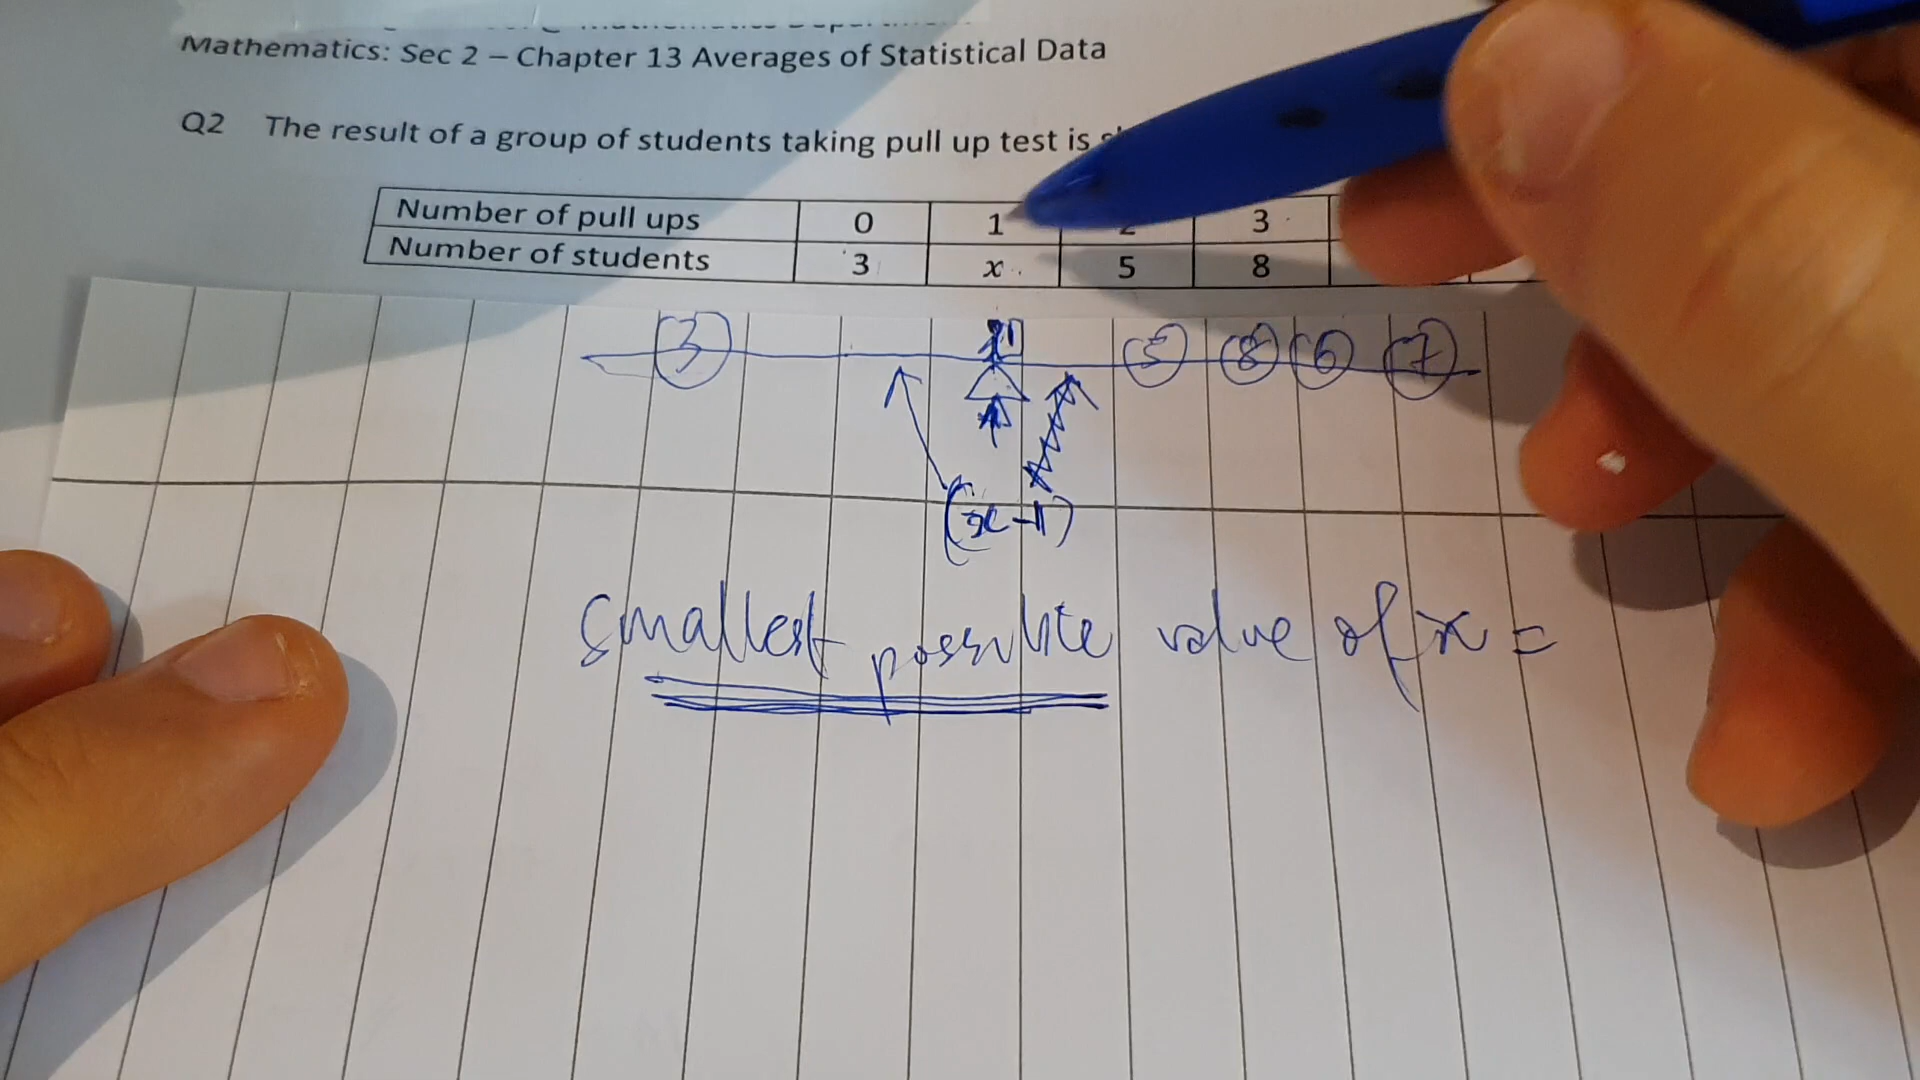 Mathematics: Sec 2 – Chapter 13 Averages of Statistical Data
Q2 The result of a group of students taking pull up test is
Number of pull ups 0 1 2 3
Number of students 3 x 5 8
3 1 5 8 6 7
(x-1)
smallest possible value of x =